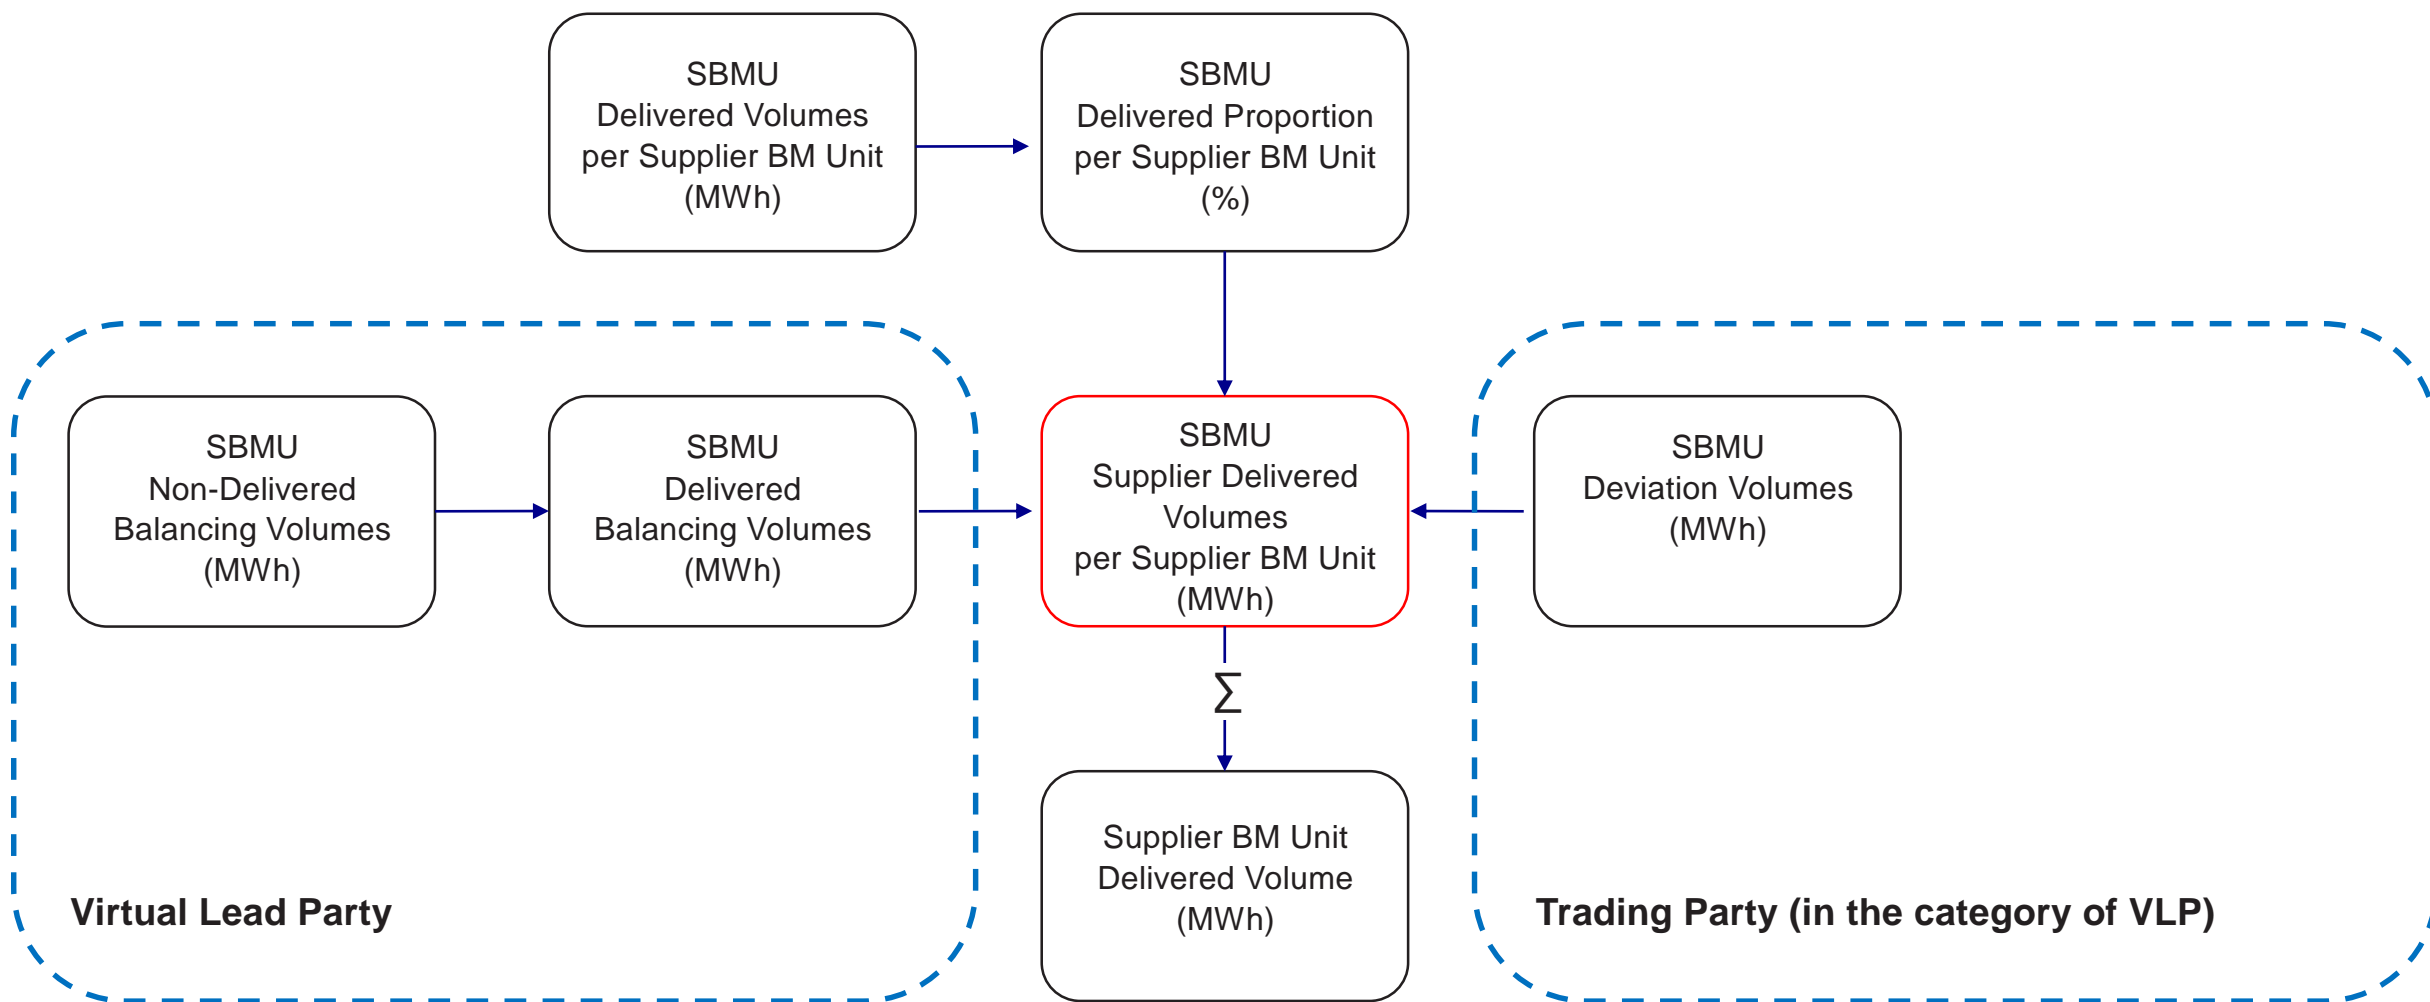 SBMU
Delivered Volumes
per Supplier BM Unit
(MWh)
SBMU
Delivered Proportion
per Supplier BM Unit
(%)
SBMU
Non-Delivered
Balancing Volumes
(MWh)
SBMU
Delivered
Balancing Volumes
(MWh)
SBMU
Supplier Delivered
Volumes
per Supplier BM Unit
(MWh)
SBMU
Deviation Volumes
(MWh)
∑
Supplier BM Unit
Delivered Volume
(MWh)
Virtual Lead Party
Trading Party (in the category of VLP)